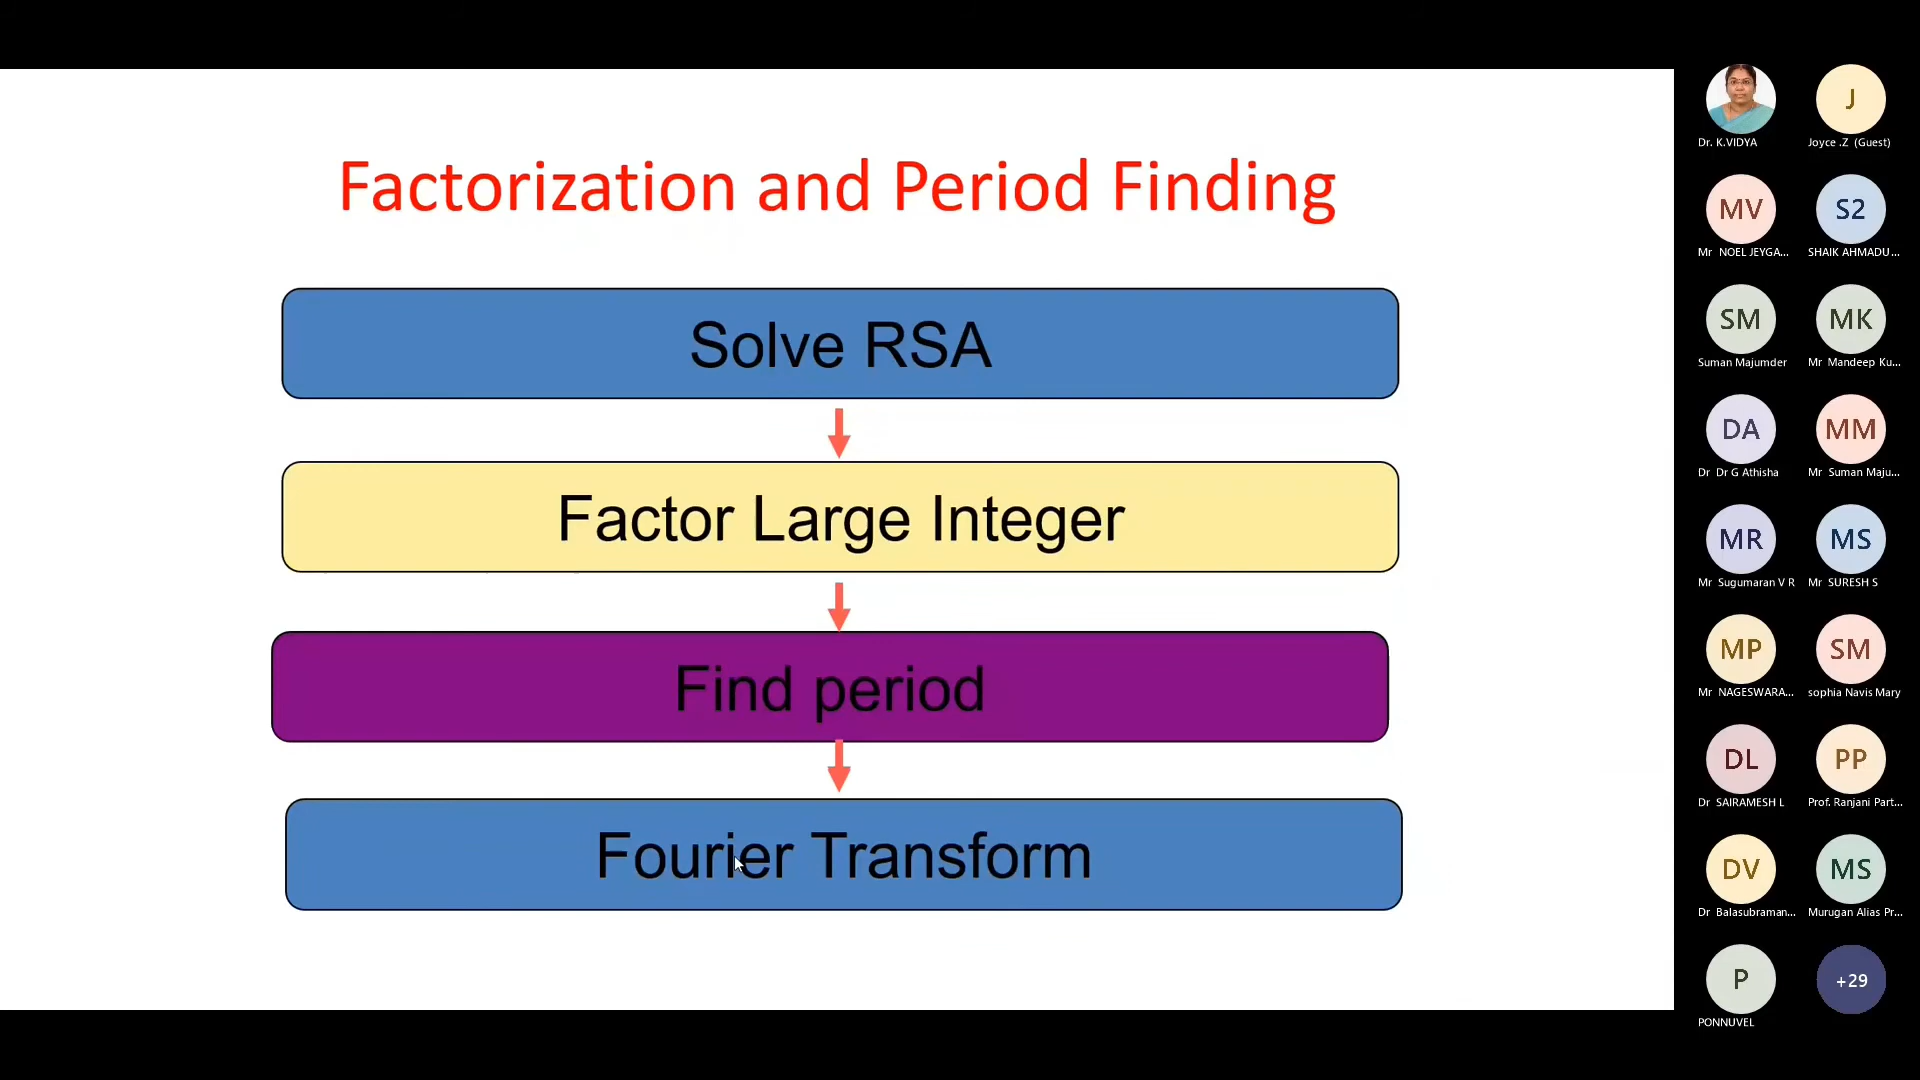 Factorization and Period Finding
Solve RSA
Factor Large Integer
Find period
Fourier Transform
Dr. K.VIDYA
J
Joyce .Z (Guest)
MV
Mr NOEL JEYGA...
S2
SHAIK AHMADU...
SM
Suman Majumder
MK
Mr Mandeep Ku...
DA
Dr Dr G Athisha
MM
Mr Suman Maju...
MR
Mr Sugumaran V R
MS
Mr SURESH S
MP
Mr NAGESWARA...
SM
sophia Navis Mary
DL
Dr SAIRAMESH L
PP
Prof. Ranjani Part...
DV
Dr Balasubraman...
MS
Murugan Alias Pr...
P
PONNUVEL
+29